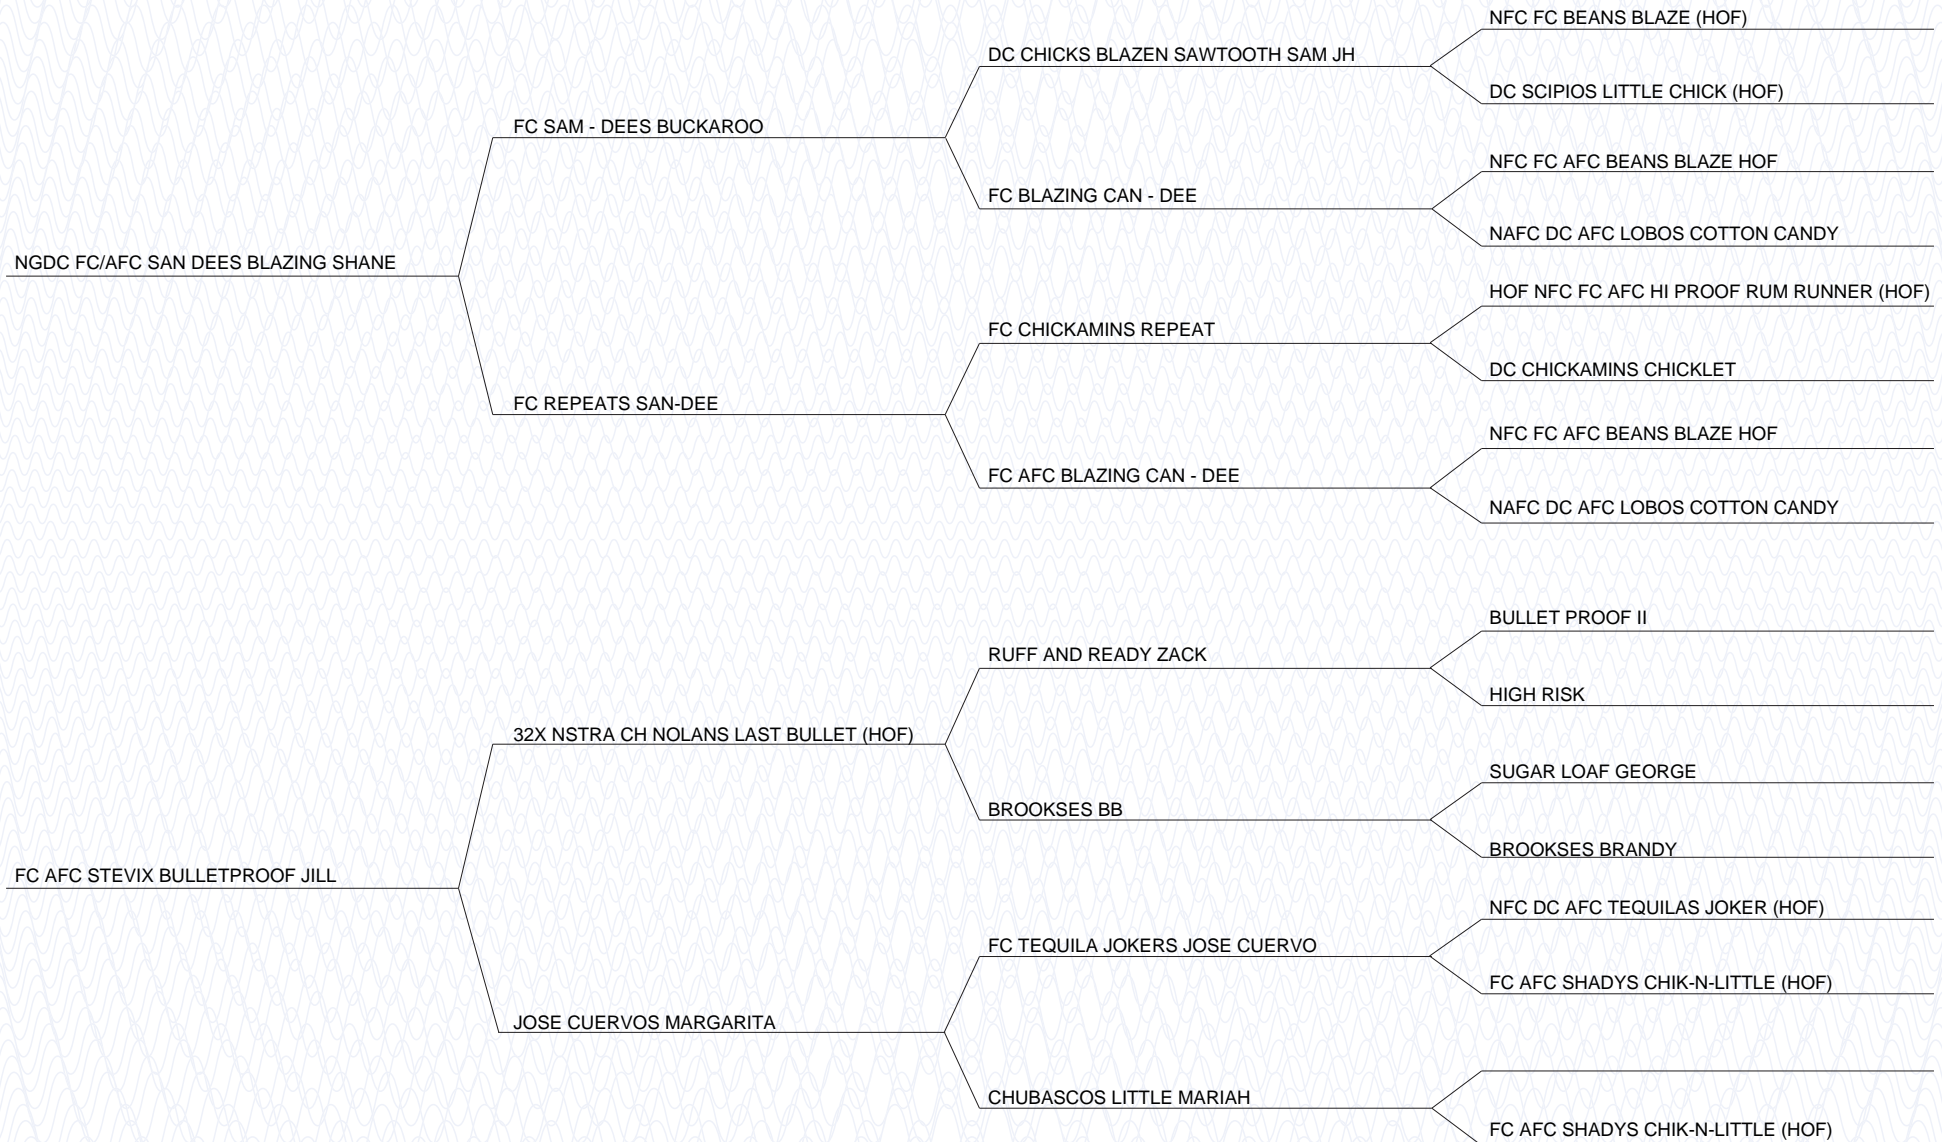 NFC FC BEANS BLAZE (HOF)
DC CHICKS BLAZEN SAWTOOTH SAM JH
DC SCIPIOS LITTLE CHICK (HOF)
FC SAM - DEES BUCKAROO
NFC FC AFC BEANS BLAZE HOF
FC BLAZING CAN - DEE
NAFC DC AFC LOBOS COTTON CANDY
NGDC FC/AFC SAN DEES BLAZING SHANE
HOF NFC FC AFC HI PROOF RUM RUNNER (HOF)
FC CHICKAMINS REPEAT
DC CHICKAMINS CHICKLET
FC REPEATS SAN-DEE
NFC FC AFC BEANS BLAZE HOF
FC AFC BLAZING CAN - DEE
NAFC DC AFC LOBOS COTTON CANDY
BULLET PROOF II
RUFF AND READY ZACK
HIGH RISK
32X NSTRA CH NOLANS LAST BULLET (HOF)
SUGAR LOAF GEORGE
BROOKSES BB
BROOKSES BRANDY
FC AFC STEVIX BULLETPROOF JILL
NFC DC AFC TEQUILAS JOKER (HOF)
FC TEQUILA JOKERS JOSE CUERVO
FC AFC SHADYS CHIK-N-LITTLE (HOF)
JOSE CUERVOS MARGARITA
CHUBASCOS LITTLE MARIAH
FC AFC SHADYS CHIK-N-LITTLE (HOF)